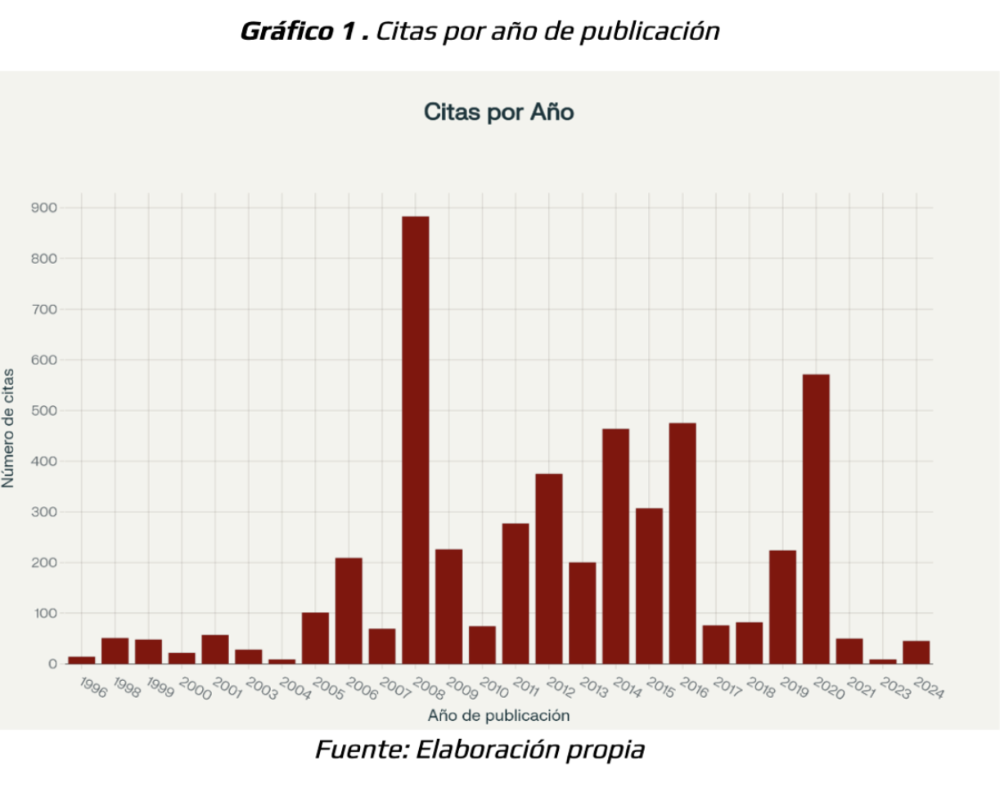 Gráfico 1 . Citas por año de publicación
Citas por Año
Número de citas
900
800
700
600
500
400
300
200
100
0
1996 1998 1999 2000 2001 2003 2004 2005 2006 2007 2008 2009 2010 2011 2012 2013 2014 2015 2016 2017 2018 2019 2020 2021 2023 2024
Año de publicación
Fuente: Elaboración propia